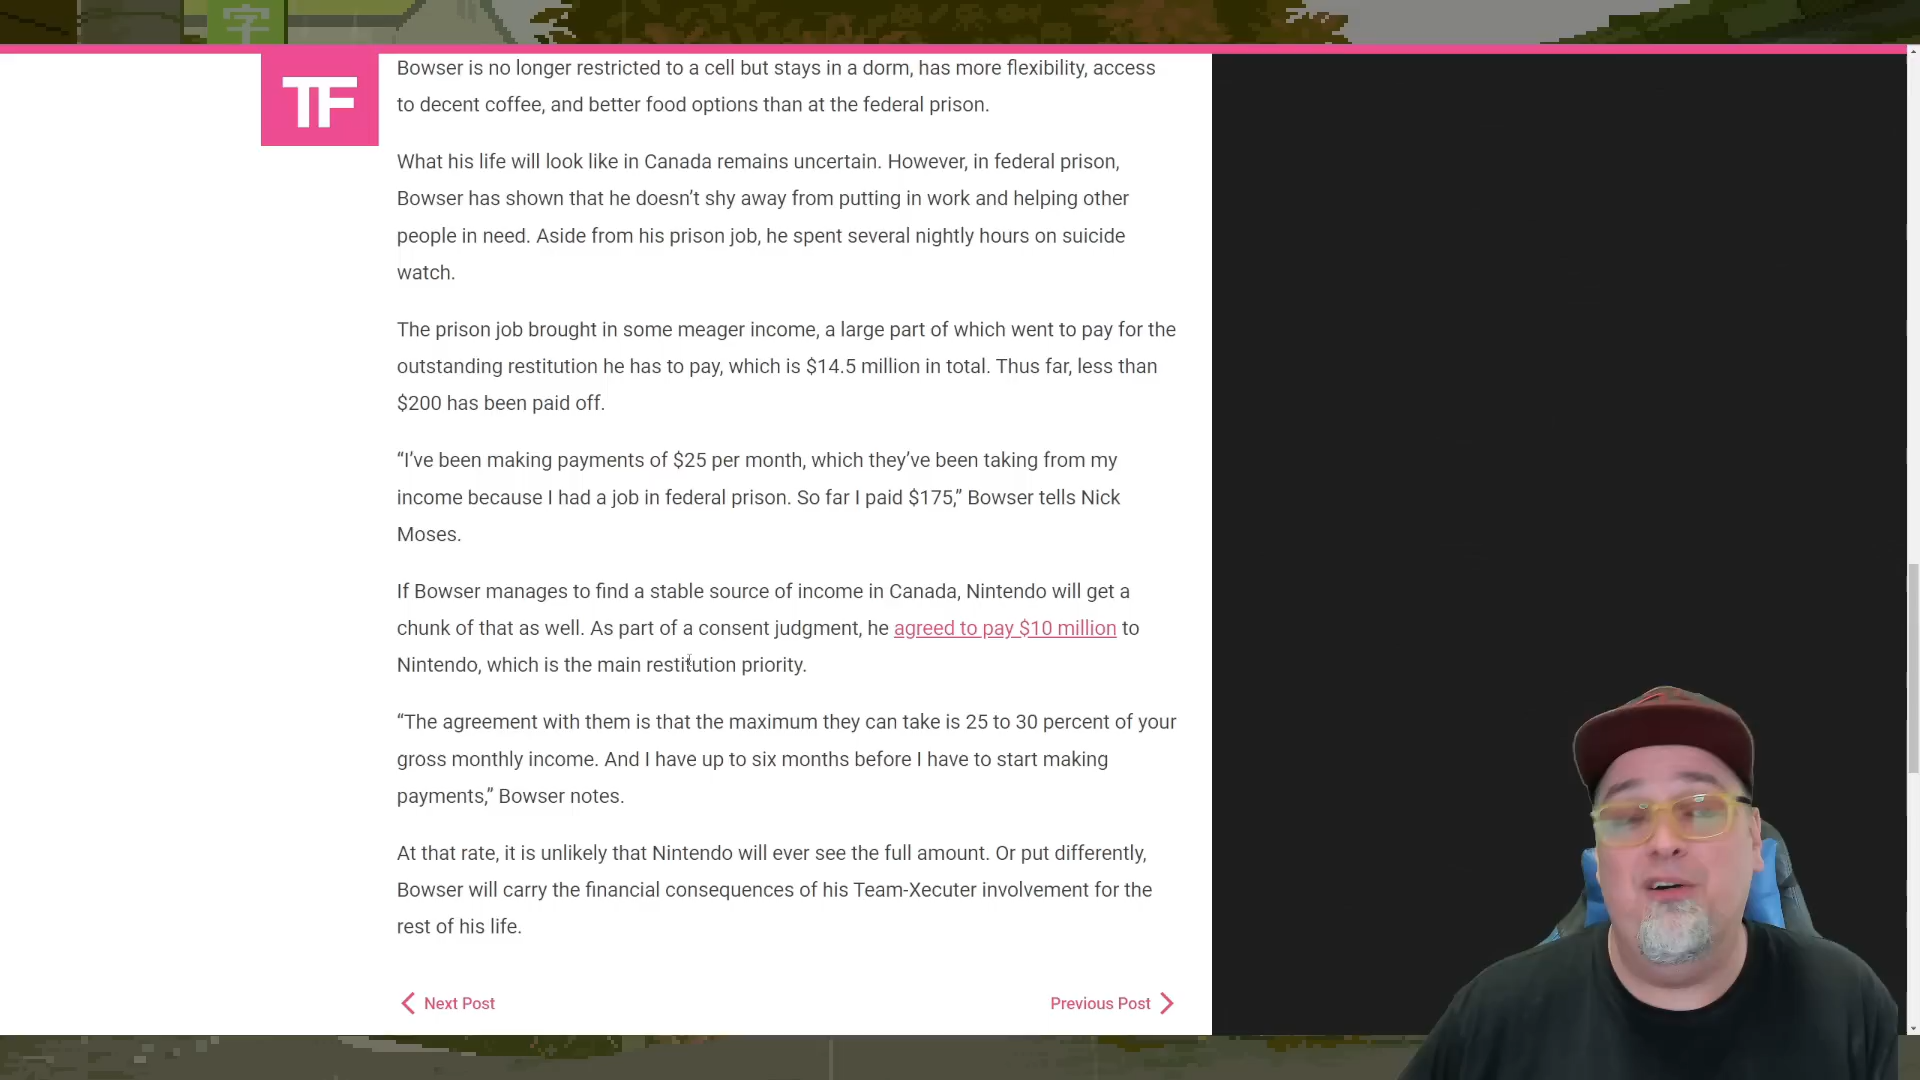 字
TF
Bowser is no longer restricted to a cell but stays in a dorm, has more flexibility, access
to decent coffee, and better food options than at the federal prison.
What his life will look like in Canada remains uncertain. However, in federal prison,
Bowser has shown that he doesn’t shy away from putting in work and helping other
people in need. Aside from his prison job, he spent several nightly hours on suicide
watch.
The prison job brought in some meager income, a large part of which went to pay for the
outstanding restitution he has to pay, which is $14.5 million in total. Thus far, less than
$200 has been paid off.
“I’ve been making payments of $25 per month, which they’ve been taking from my
income because I had a job in federal prison. So far I paid $175,” Bowser tells Nick
Moses.
If Bowser manages to find a stable source of income in Canada, Nintendo will get a
chunk of that as well. As part of a consent judgment, he agreed to pay $10 million to
Nintendo, which is the main restitution priority.
“The agreement with them is that the maximum they can take is 25 to 30 percent of your
gross monthly income. And I have up to six months before I have to start making
payments,” Bowser notes.
At that rate, it is unlikely that Nintendo will ever see the full amount. Or put differently,
Bowser will carry the financial consequences of his Team-Xecuter involvement for the
rest of his life.
Next Post
Previous Post